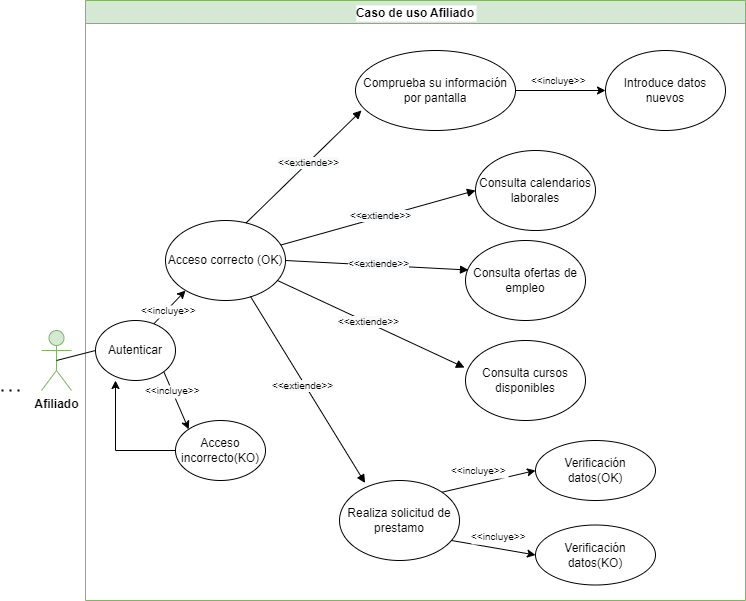 Caso de uso Afiliado
Comprueba su información
por pantalla
<<incluye>>
Introduce datos
nuevos
<<extiende>>
Consulta calendarios
laborales
<<extiende>>
Acceso correcto (OK)
<<extiende>>
Consulta ofertas de
empleo
<<incluye>>
<<extiende>>
Autenticar
Consulta cursos
disponibles
...
Afiliado
<<incluye>>
<<extiende>>
Acceso
incorrecto(KO)
<<incluye>>
Verificación
datos(OK)
Realiza solicitud de
prestamo
<<incluye>>
Verificación
datos(KO)